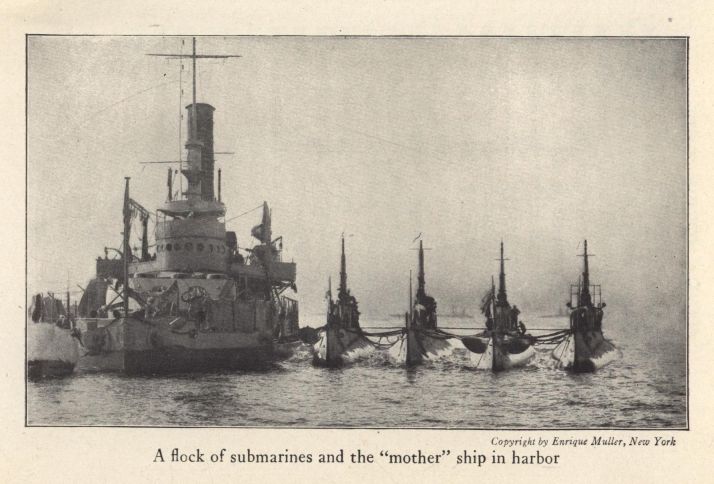 Copyright by Enrique Muller, New York
A flock of submarines and the "mother" ship in harbor